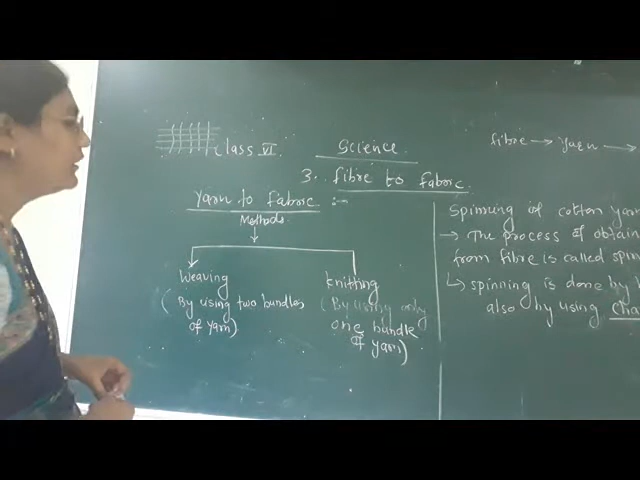 class VI
Science
fibre → Yarn →
3. fibre to fabric
Yarn to fabric :-
Methods
Weaving
(By using two bundles
of yarn)
knitting
(By using only
one bundle
of yarn)
Spinning of cotton yarn
→ The process of obtain
from fibre is called spin
↳ spinning is done by
also by using cha